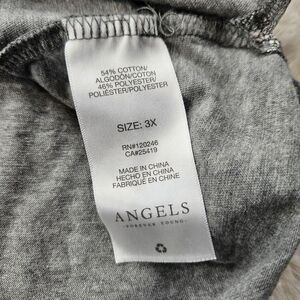 54% COTTON/
ALGODÓN/COTON
46% POLYESTER/
POLIÉSTER/POLYESTER
SIZE: 3X
RN#120246
CA#25419
MADE IN CHINA
HECHO EN CHINA
FABRIQUÉ EN CHINE
ANGELS
FOREVER YOUNG